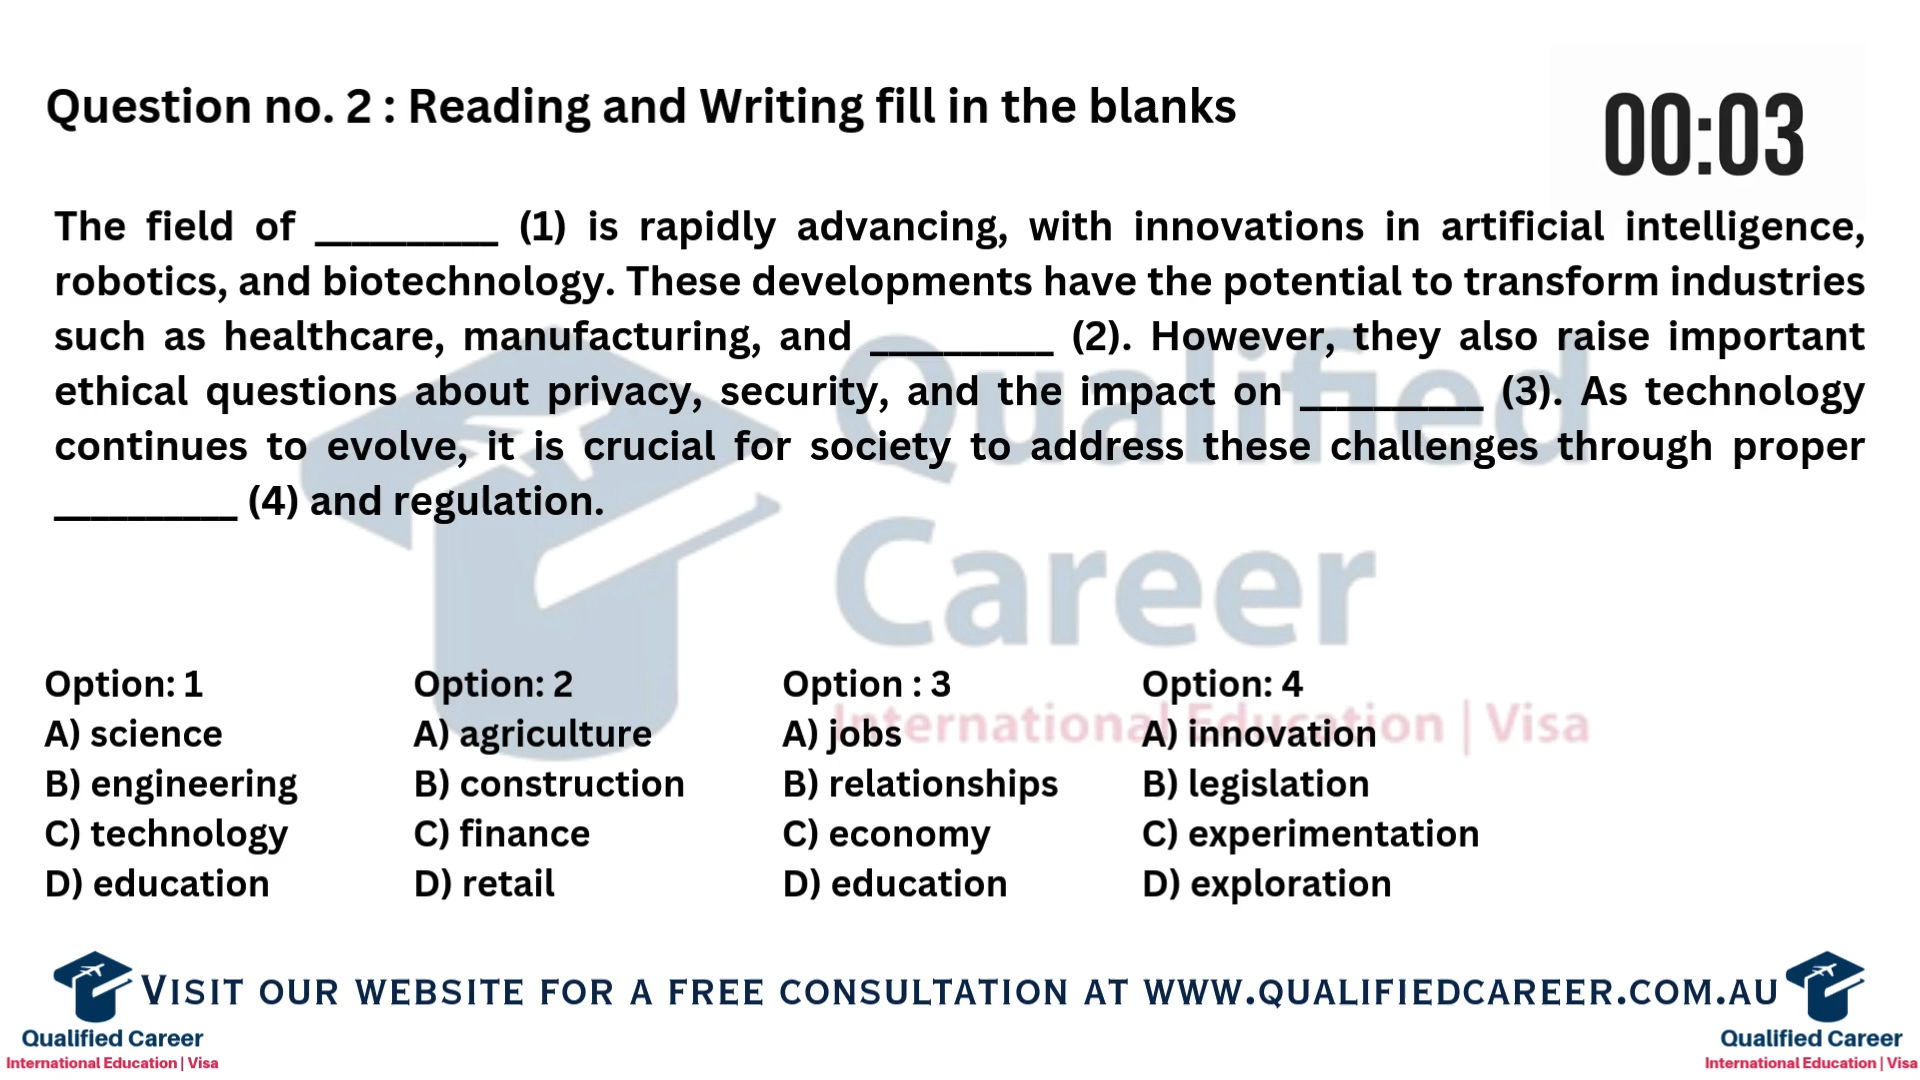 Question no. 2 : Reading and Writing fill in the blanks
00:03
The field of __________ (1) is rapidly advancing, with innovations in artificial intelligence,
robotics, and biotechnology. These developments have the potential to transform industries
such as healthcare, manufacturing, and __________ (2). However, they also raise important
ethical questions about privacy, security, and the impact on __________ (3). As technology
continues to evolve, it is crucial for society to address these challenges through proper
__________ (4) and regulation.
Qualified
Career
International Education | Visa
Option: 1
A) science
B) engineering
C) technology
D) education
Option: 2
A) agriculture
B) construction
C) finance
D) retail
Option : 3
A) jobs
B) relationships
C) economy
D) education
Option: 4
A) innovation
B) legislation
C) experimentation
D) exploration
Visit our website for a free consultation at www.qualifiedcareer.com.au
Qualified Career
International Education | Visa
Qualified Career
International Education | Visa